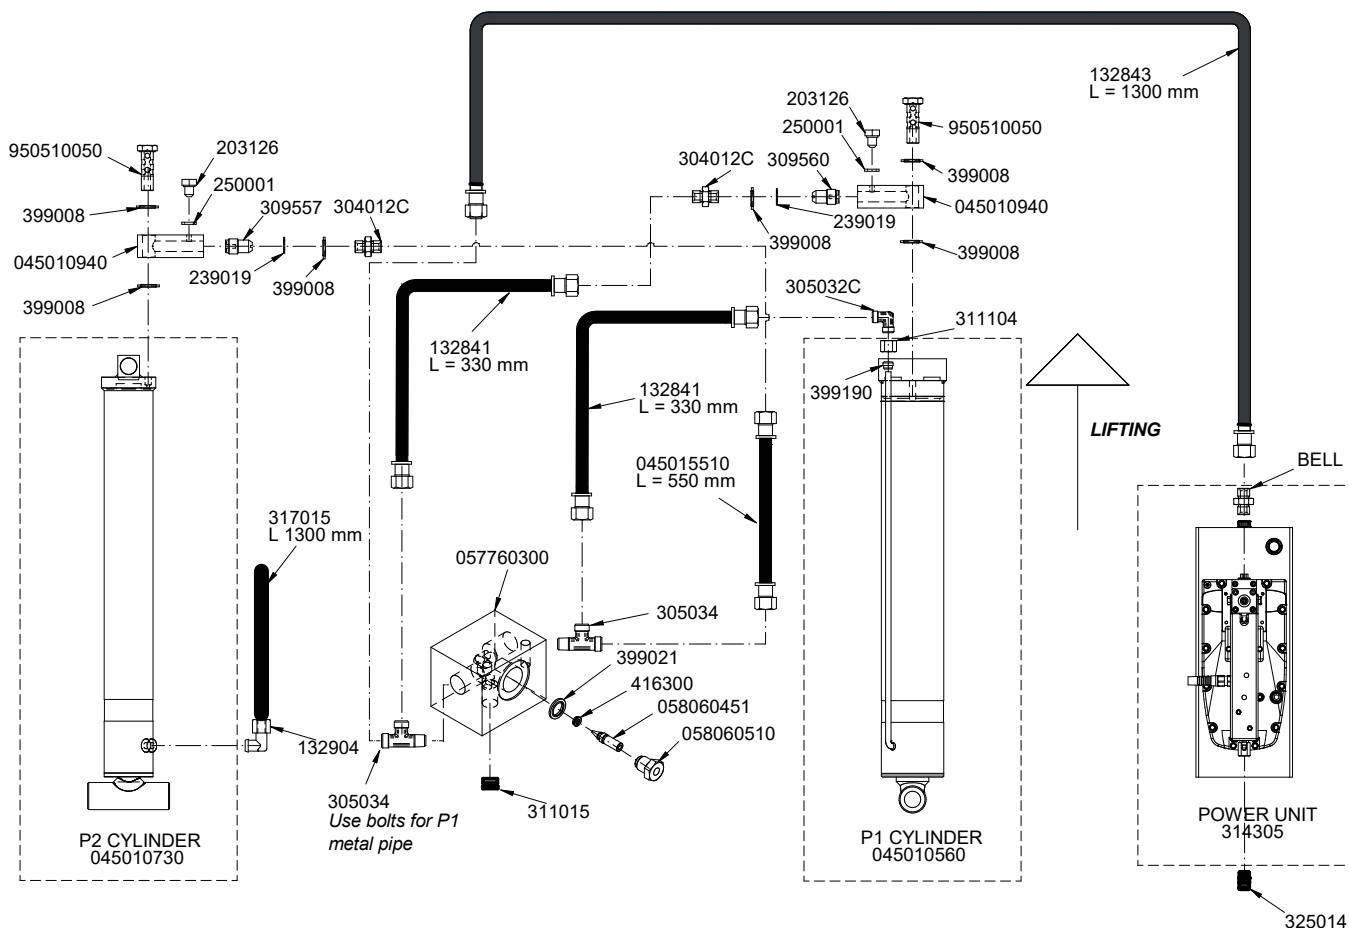 132843
L = 1300 mm
203126
250001
950510050
304012C
309560
399008
045010940
239019
399008
399008
950510050
203126
250001
399008
309557
304012C
045010940
239019
399008
399008
305032C
311104
399190
132841
L = 330 mm
132841
L = 330 mm
LIFTING
045015510
L = 550 mm
BELL
317015
L 1300 mm
057760300
305034
399021
416300
058060451
058060510
132904
305034
Use bolts for P1
metal pipe
311015
P2 CYLINDER
045010730
P1 CYLINDER
045010560
POWER UNIT
314305
325014